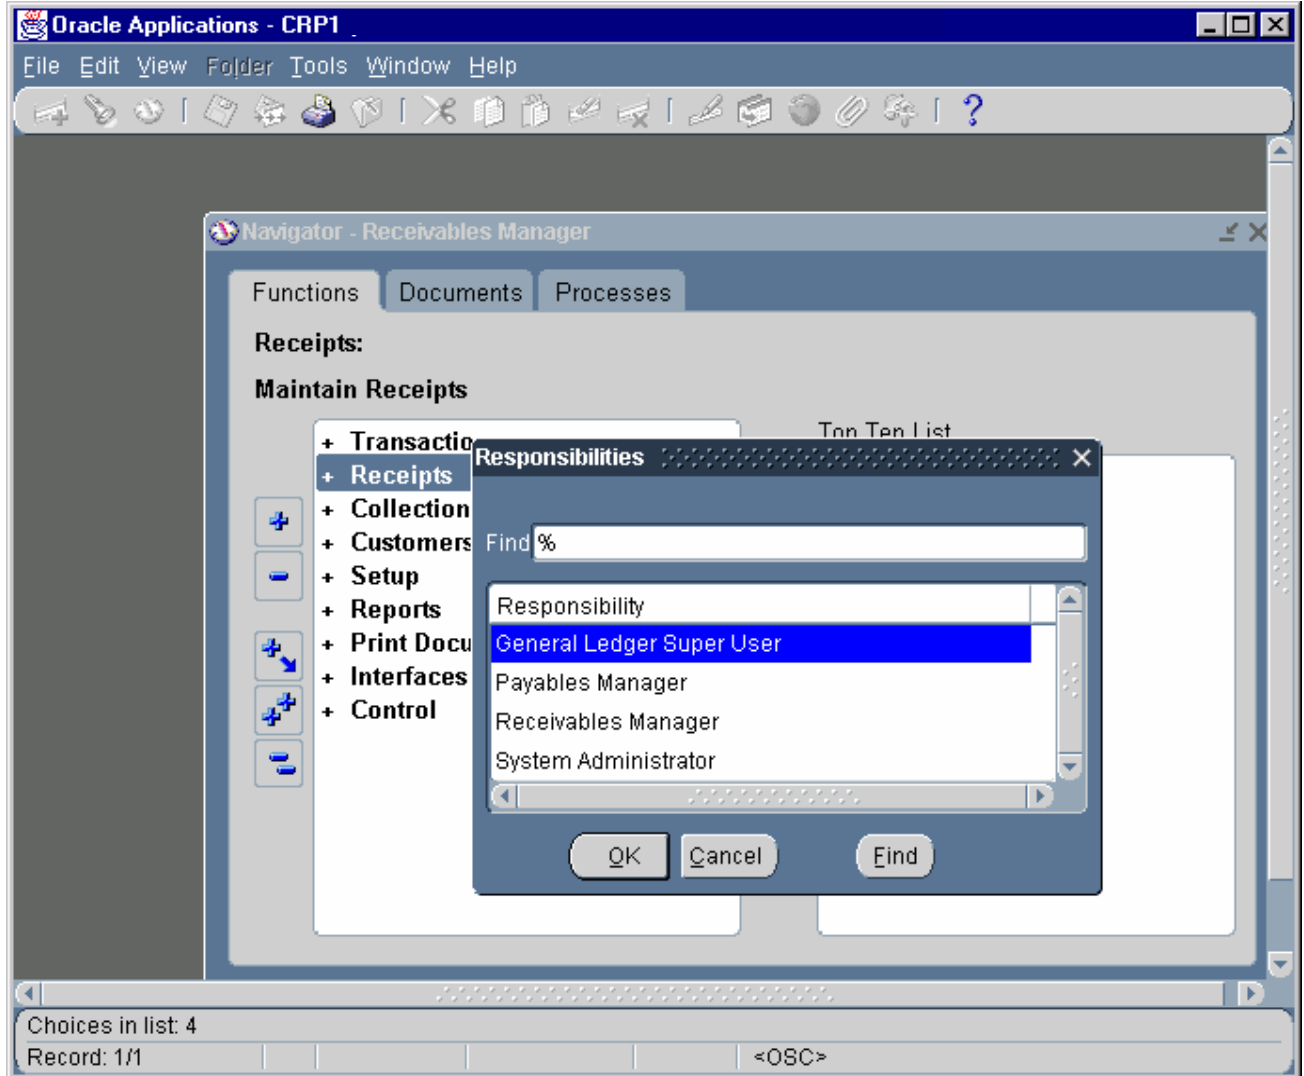 Oracle Applications - CRP1
File Edit View Folder Tools Window Help
?
Navigator - Receivables Manager
Functions Documents Processes
Receipts:
Maintain Receipts
Top Ten List
+ Transactio
+ Receipts
+ Collection
+ Customers
+ Setup
+ Reports
+ Print Docu
+ Interfaces
+ Control
Responsibilities
Find %
Responsibility
General Ledger Super User
Payables Manager
Receivables Manager
System Administrator
OK Cancel Find
Choices in list: 4
Record: 1/1 <OSC>